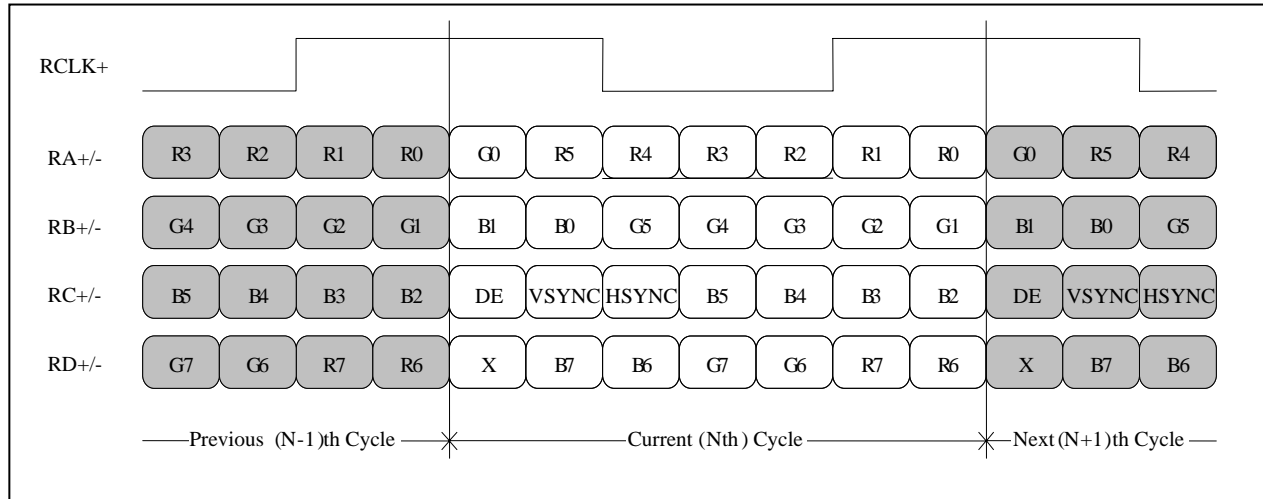 RCLK+
RA+/- R3 R2 R1 R0 G0 R5 R4 R3 R2 R1 R0 G0 R5 R4
RB+/- G4 G3 G2 G1 B1 B0 G5 G4 G3 G2 G1 B1 B0 G5
RC+/- B5 B4 B3 B2 DE VSYNC HSYNC B5 B4 B3 B2 DE VSYNC HSYNC
RD+/- G7 G6 R7 R6 X B7 B6 G7 G6 R7 R6 X B7 B6
Previous (N-1)th Cycle Current (Nth) Cycle Next (N+1)th Cycle